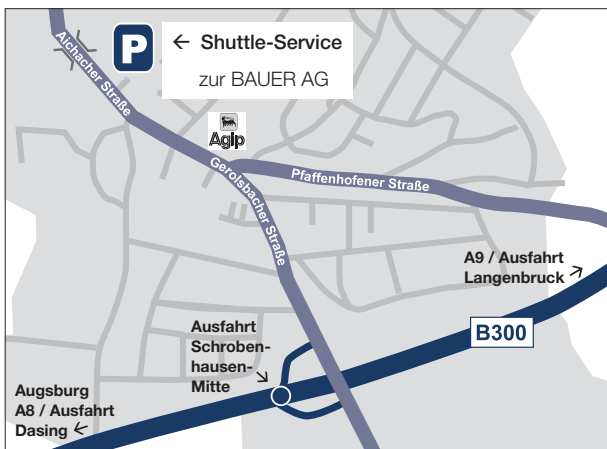 P
← Shuttle-Service
zur BAUER AG
Aichacher Straße
Agip
Gerolsbacher Straße
Pfaffenhofener Straße
A9 / Ausfahrt
Langenbruck ↗
B300
Ausfahrt
Schroben-
hausen-
Mitte ↘
Augsburg
A8 / Ausfahrt
Dasing ↙